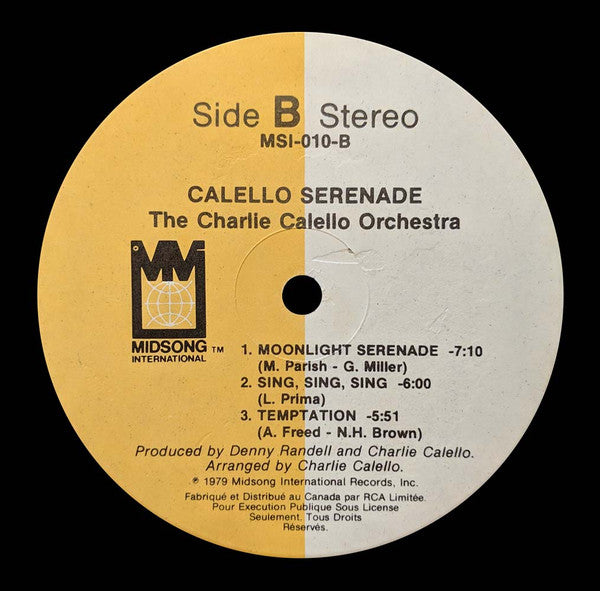 Side B Stereo
MSI-010-B
CALELLO SERENADE
The Charlie Calello Orchestra
MM
MIDSONG TM
INTERNATIONAL
1. MOONLIGHT SERENADE -7:10
(M. Parish - G. Miller)
2. SING, SING, SING -6:00
(L. Prima)
3. TEMPTATION -5:51
(A. Freed - N.H. Brown)
Produced by Denny Randell and Charlie Calello.
Arranged by Charlie Calello.
℗ 1979 Midsong International Records, Inc.
Fabriqué et Distribué au Canada par RCA Limitée.
Pour Execution Publique Sous License
Seulement. Tous Droits
Réservés.